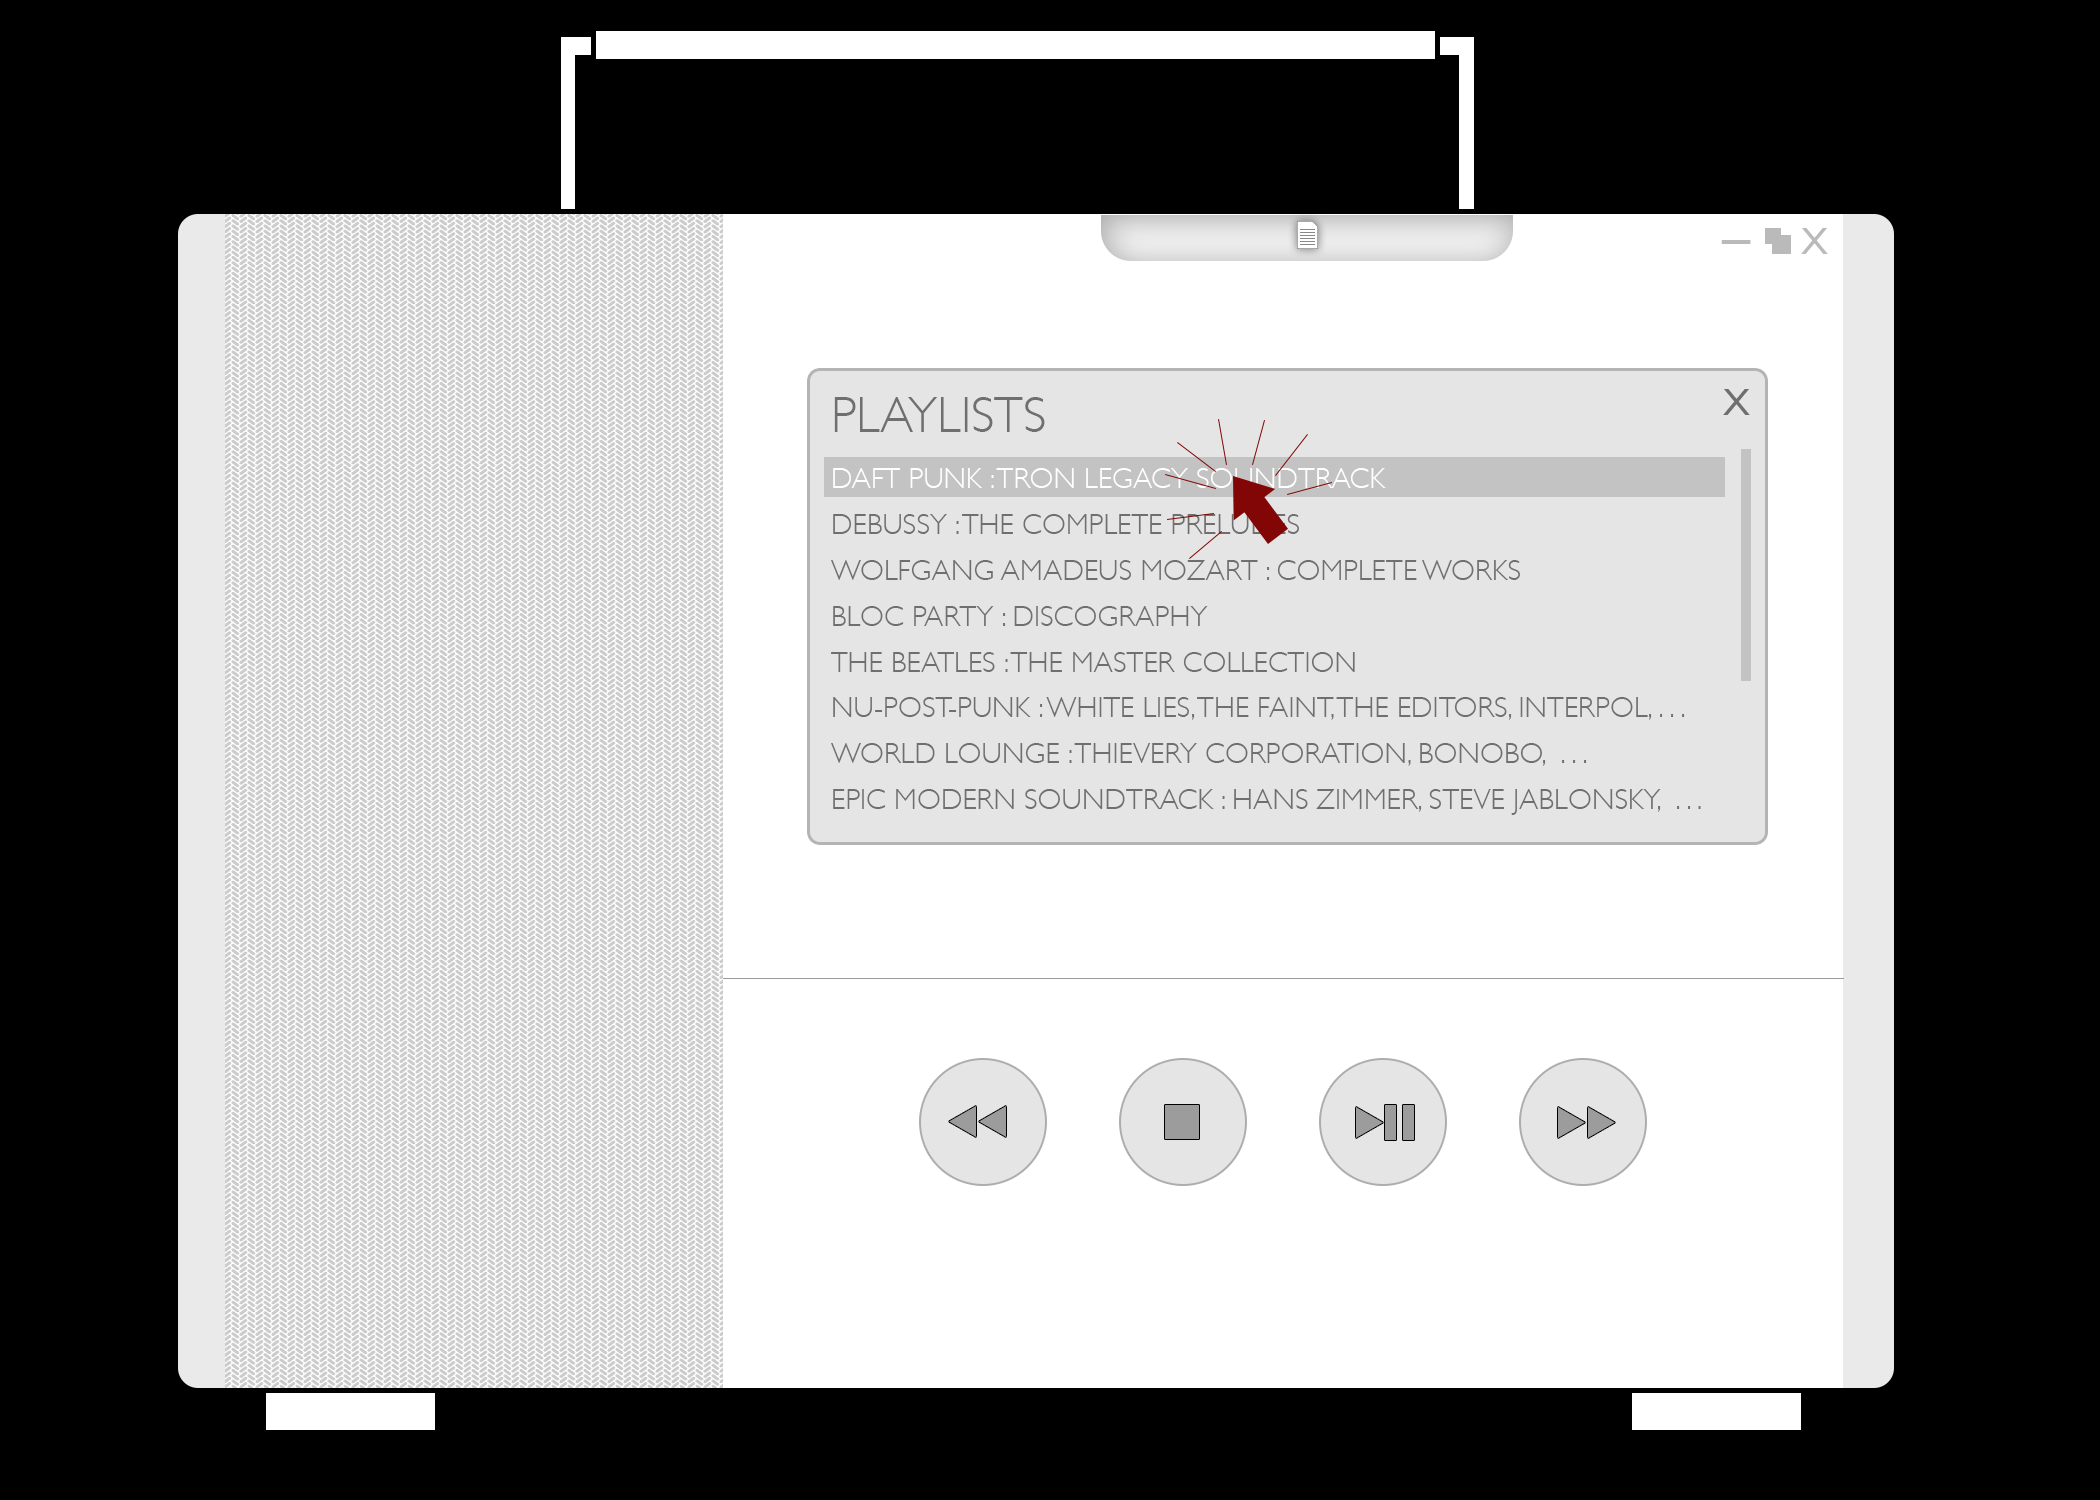 X
PLAYLISTS
X
DAFT PUNK : TRON LEGACY SOUNDTRACK
DEBUSSY : THE COMPLETE PRELUDES
WOLFGANG AMADEUS MOZART : COMPLETE WORKS
BLOC PARTY : DISCOGRAPHY
THE BEATLES : THE MASTER COLLECTION
NU-POST-PUNK : WHITE LIES, THE FAINT, THE EDITORS, INTERPOL, . . .
WORLD LOUNGE : THIEVERY CORPORATION, BONOBO, . . .
EPIC MODERN SOUNDTRACK : HANS ZIMMER, STEVE JABLONSKY, . . .